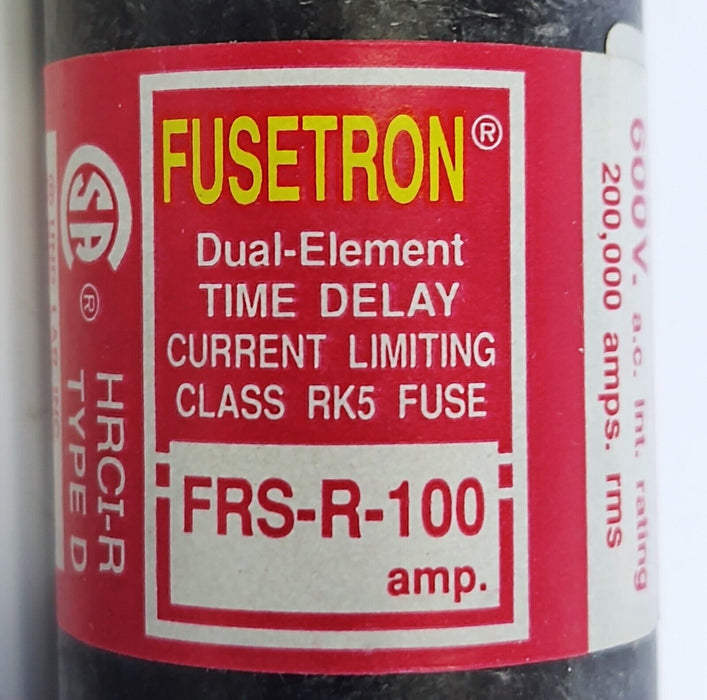 FUSETRON®
Dual-Element
TIME DELAY
CURRENT LIMITING
CLASS RK5 FUSE
FRS-R-100
amp.
SA ®
HRCI-R
TYPE D
600V. a.c. int. rating
200,000 amps. rms